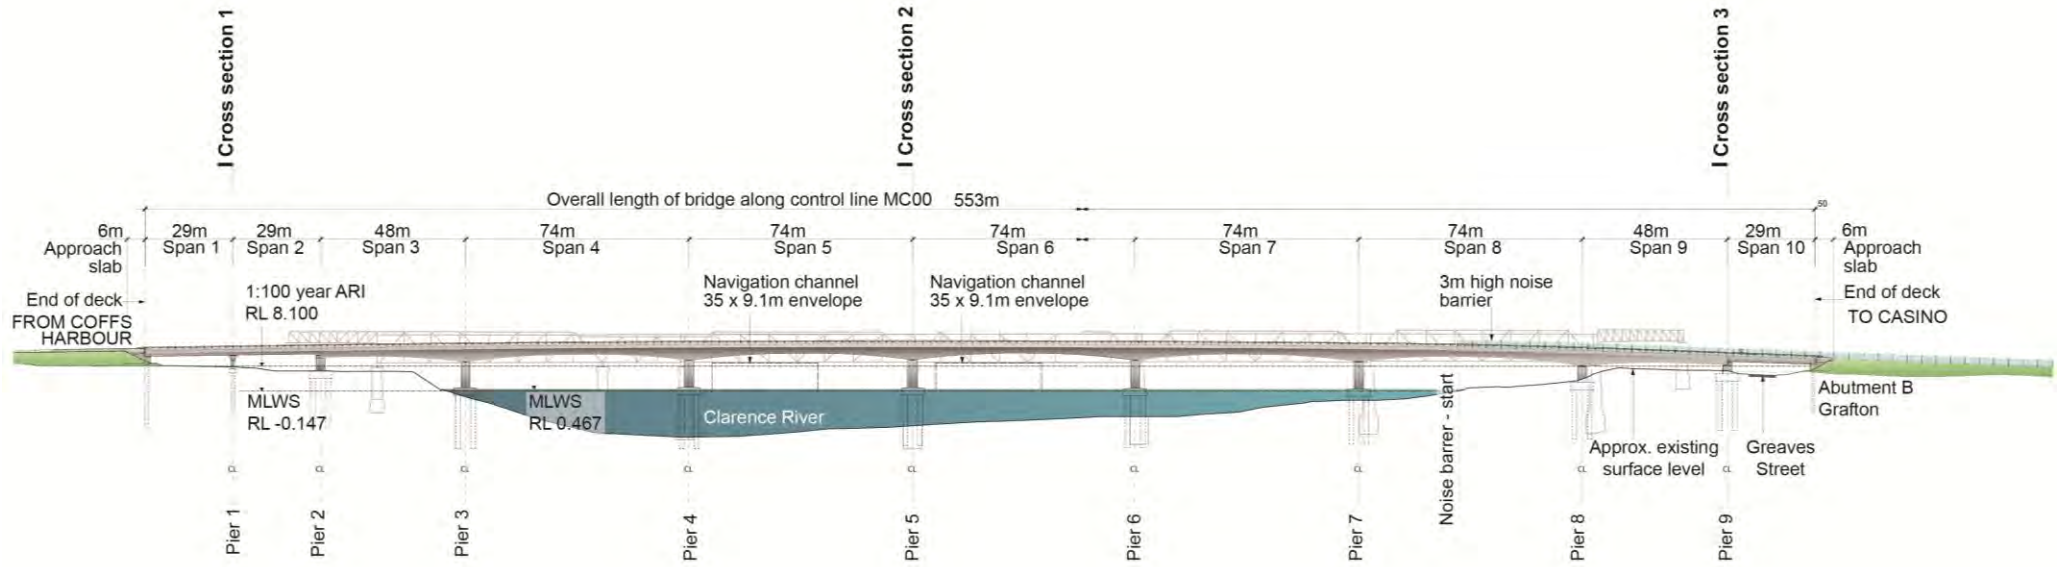 I Cross section 1
I Cross section 2
I Cross section 3
Overall length of bridge along control line MC00 553m
50
6m
Approach
slab
29m
Span 1
29m
Span 2
48m
Span 3
74m
Span 4
74m
Span 5
74m
Span 6
74m
Span 7
74m
Span 8
48m
Span 9
29m
Span 10
6m
Approach
slab
End of deck
FROM COFFS
HARBOUR
1:100 year ARI
RL 8.100
Navigation channel
35 x 9.1m envelope
Navigation channel
35 x 9.1m envelope
3m high noise
barrier
End of deck
TO CASINO
MLWS
RL -0.147
MLWS
RL 0.467
Clarence River
Noise barrer - start
Approx. existing
surface level
Greaves
Street
Abutment B
Grafton
Pier 1
Pier 2
Pier 3
Pier 4
Pier 5
Pier 6
Pier 7
Pier 8
Pier 9